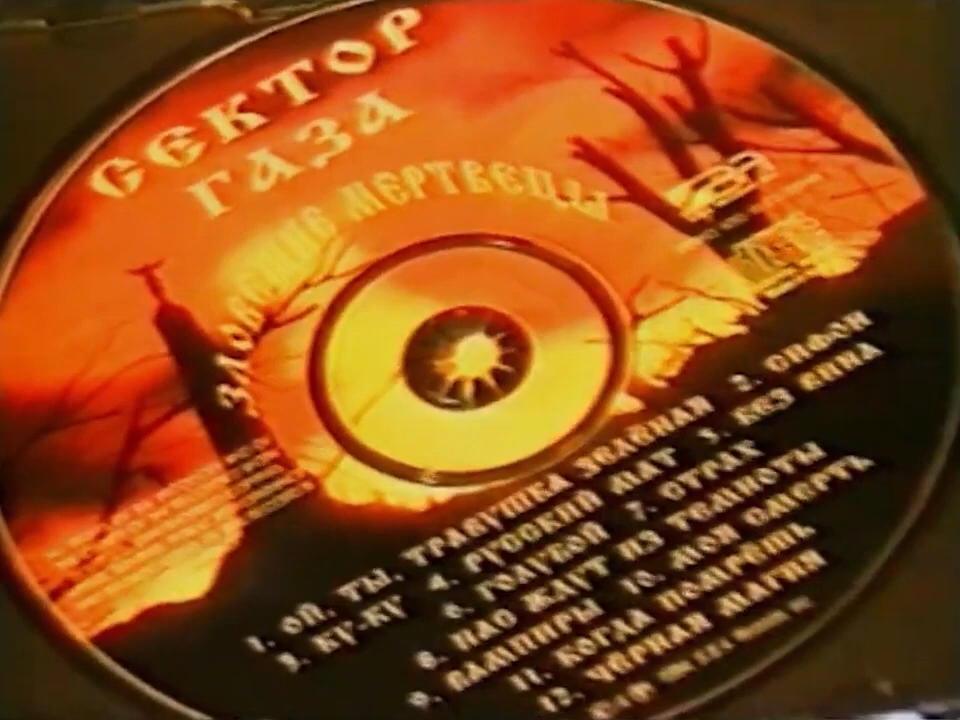 СЕКТОР
ГАЗА
ЗЛОВЕЩИЕ МЕРТВЕЦЫ
1. ОЙ, ТЫ, ТРАВУШКА ЗЕЛЕНАЯ 2. СИФОН
3. КУ-КУ 4. РУССКИЙ МАТ 5. БЕЗ ВИНА
6. ГОЛУБОЙ 7. СТРАХ
8. НАС ЖДУТ ИЗ ТЕМНОТЫ
9. ВАМПИРЫ 10. МОЯ СМЕРТЬ
11. КОГДА ПОМРЁШЬ
12. ЧЕРНАЯ МАГИЯ